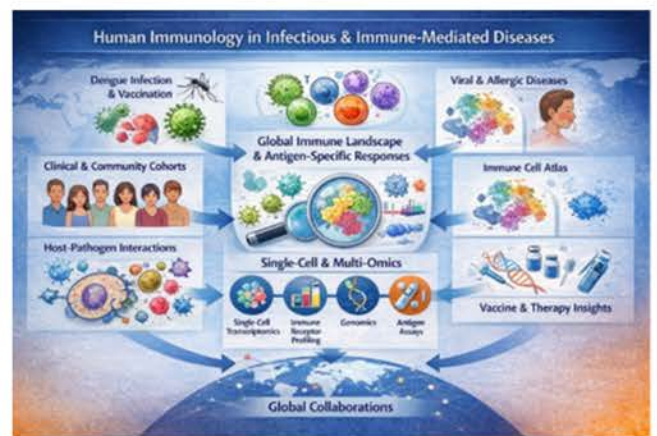 Human Immunology in Infectious & Immune-Mediated Diseases
Dengue Infection
& Vaccination
Viral & Allergic Diseases
Global Immune Landscape
& Antigen-Specific Responses
Clinical & Community Cohorts
Immune Cell Atlas
Host-Pathogen Interactions
Single-Cell & Multi-Omics
Single-Cell
Transcriptomics
Immune
Receptor
Profiling
Genomics
Antigen
Assays
Vaccine & Therapy Insights
Global Collaborations